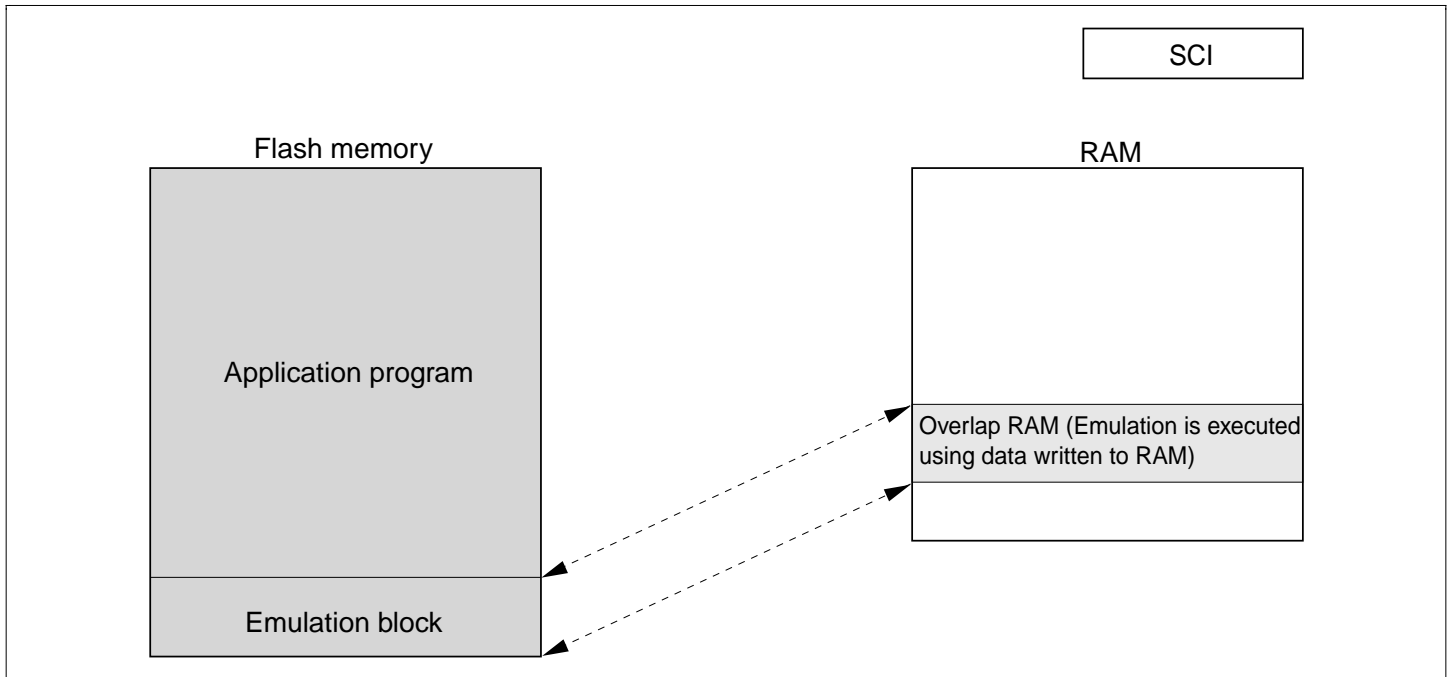 SCI
Flash memory
RAM
Application program
Overlap RAM (Emulation is executed
using data written to RAM)
Emulation block